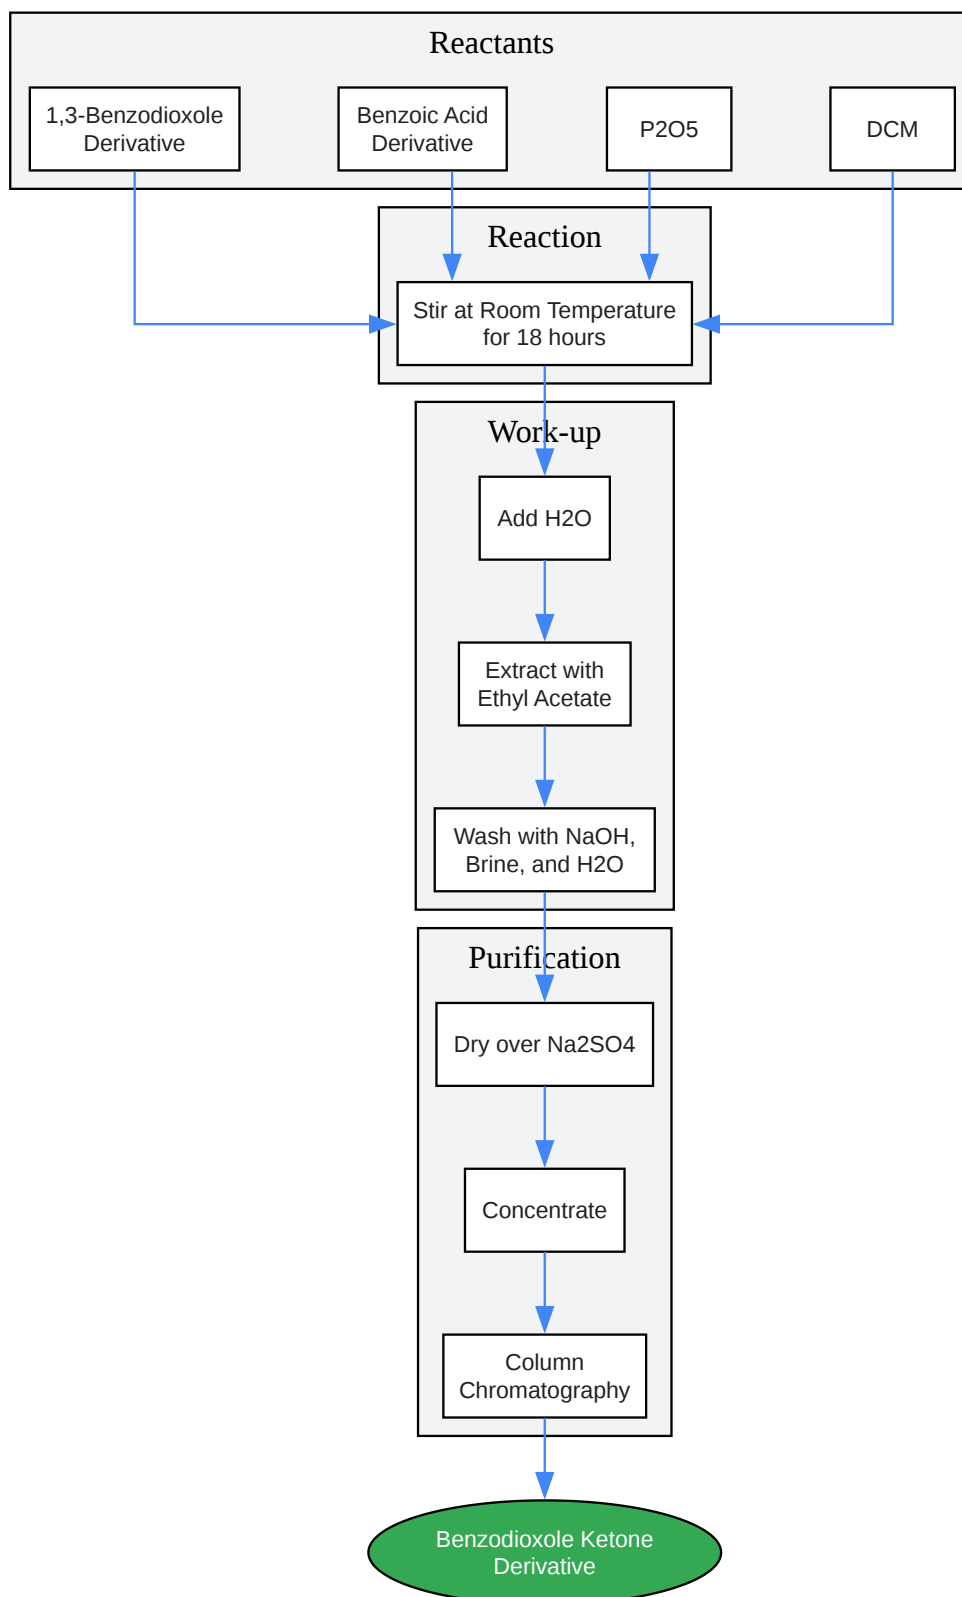 Reactants
1,3-Benzodioxole
Derivative
Benzoic Acid
Derivative
P2O5
DCM
Reaction
Stir at Room Temperature
for 18 hours
Work-up
Add H2O
Extract with
Ethyl Acetate
Wash with NaOH,
Brine, and H2O
Purification
Dry over Na2SO4
Concentrate
Column
Chromatography
Benzodioxole Ketone
Derivative